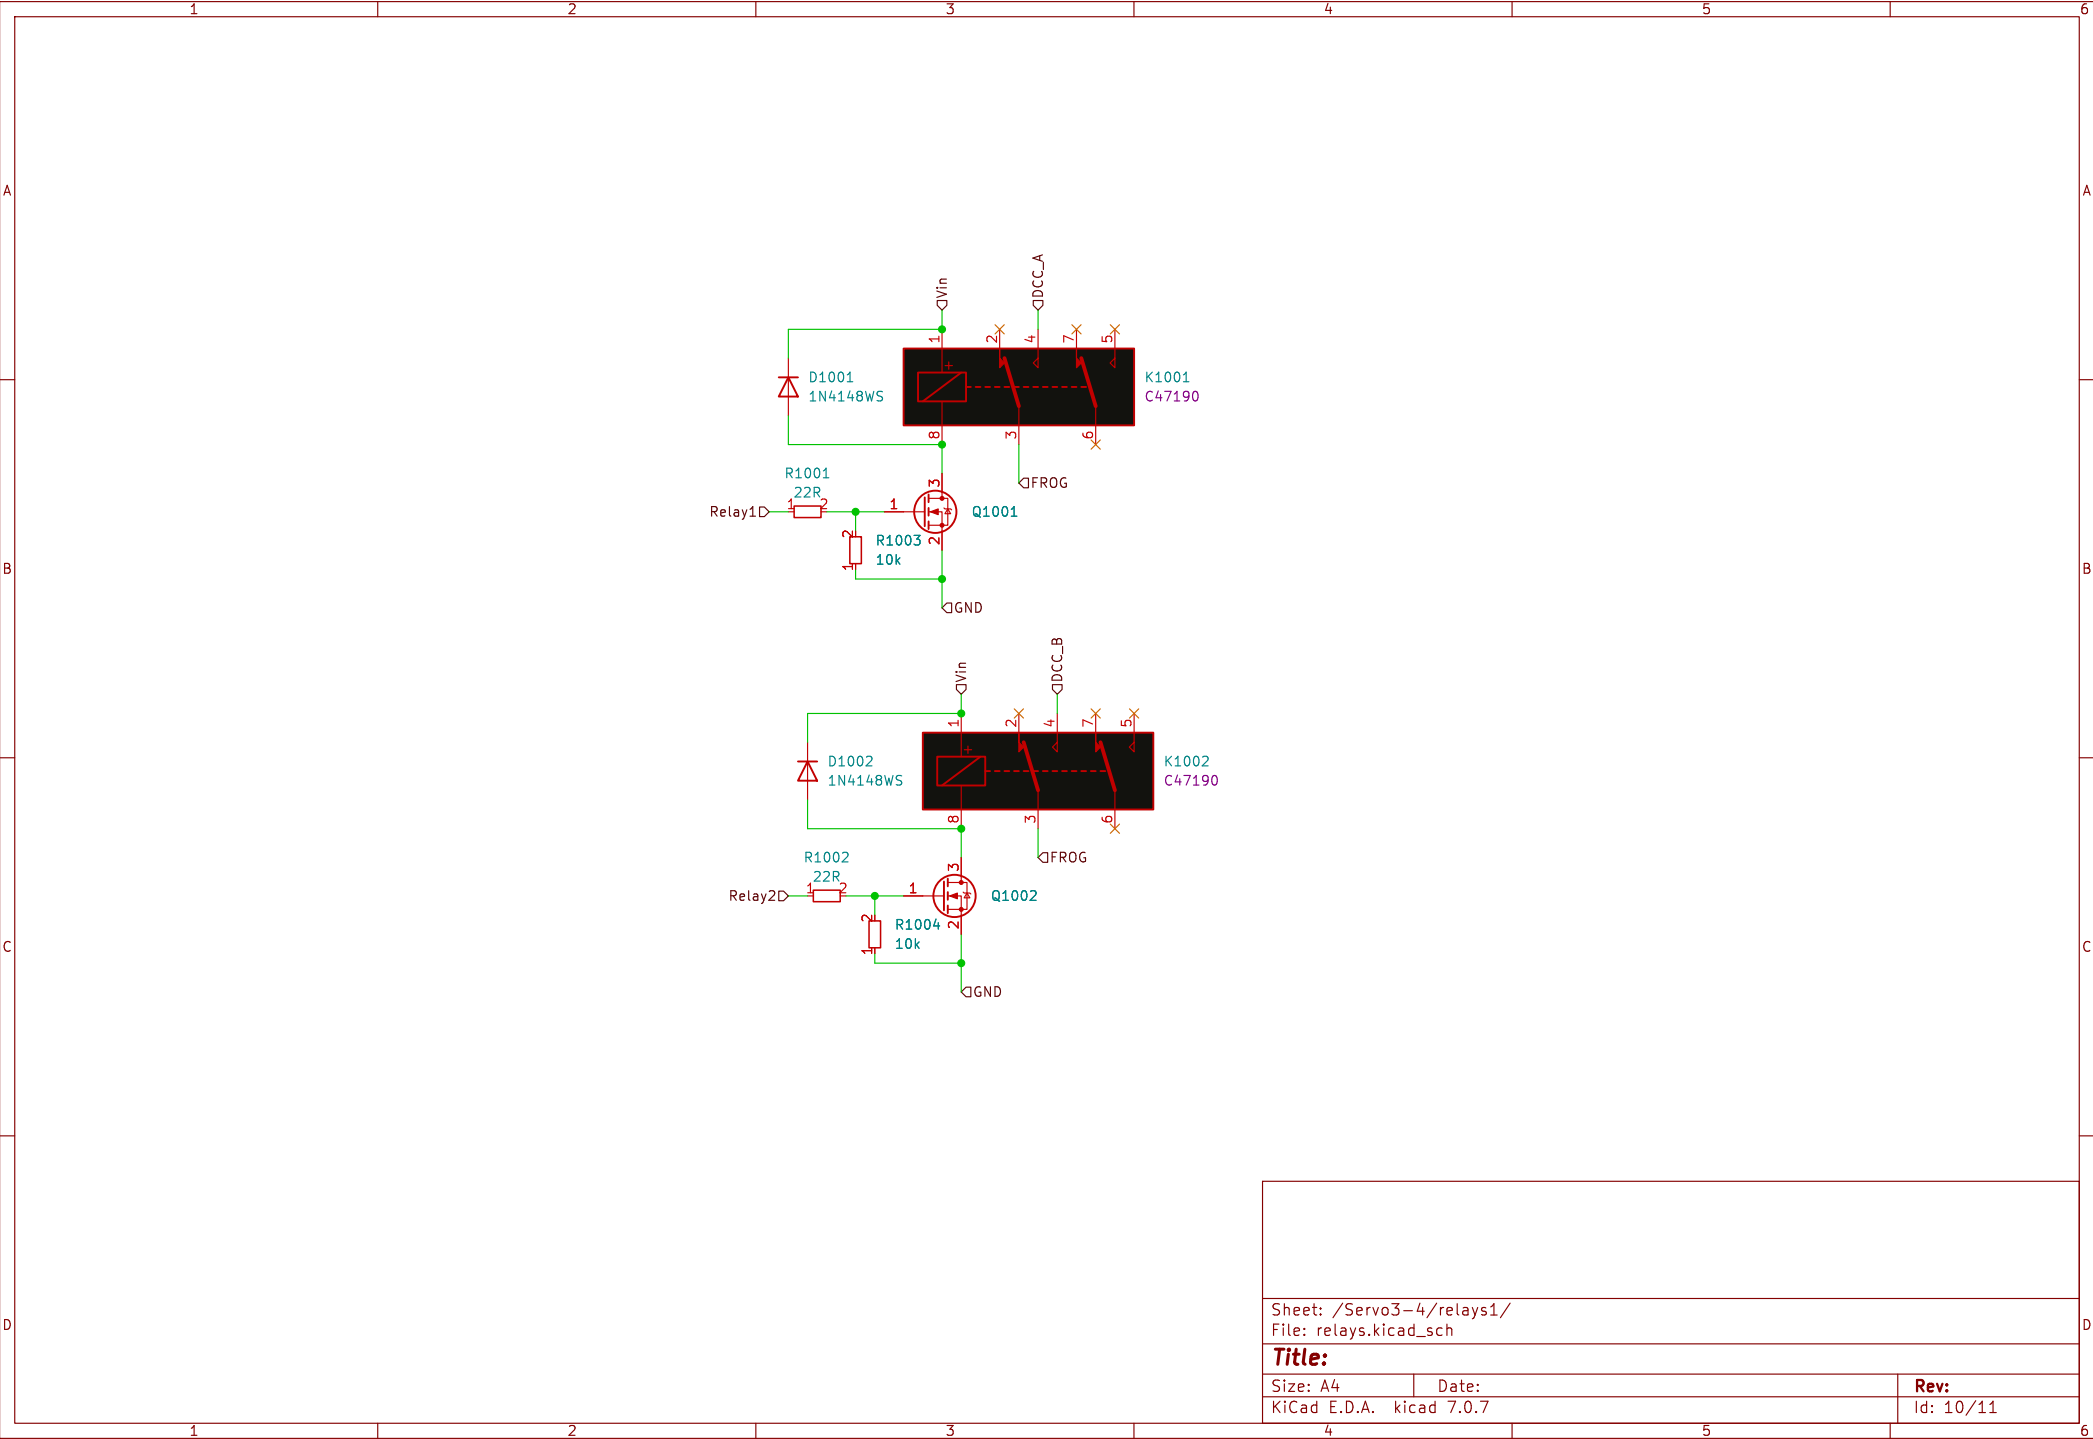 1 2 3 4 5 6
A A
DCC_A
Vin
1 2 4 7 5
+
D1001
1N4148WS
K1001
C47190
8 3 6
FROG
R1001
22R
Relay1 1 2 1 3 Q1001
2
R1003
10k
2
1
GND
B B
DCC_B
Vin
1 2 4 7 5
+
D1002
1N4148WS
K1002
C47190
8 3 6
FROG
R1002
22R
Relay2 1 2 1 3 Q1002
2
R1004
10k
2
1
GND
C C
Sheet: /Servo3-4/relays1/
File: relays.kicad_sch
D D
Title:
Size: A4 Date: Rev:
KiCad E.D.A. kicad 7.0.7 Id: 10/11
1 2 3 4 5 6